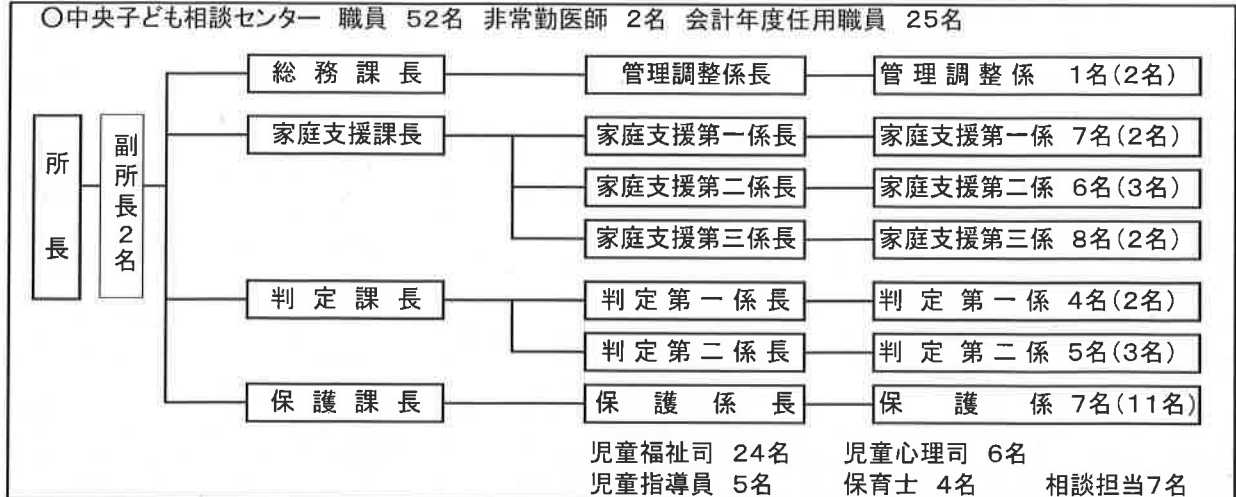 〇中央子ども相談センター 職員 52名 非常勤医師 2名 会計年度任用職員 25名
総務課長 管理調整係長 管理調整係 1名(2名)
所長
副所長2名
家庭支援課長 家庭支援第一係長 家庭支援第一係 7名(2名)
家庭支援第二係長 家庭支援第二係 6名(3名)
家庭支援第三係長 家庭支援第三係 8名(2名)
判定課長 判定第一係長 判定第一係 4名(2名)
判定第二係長 判定第二係 5名(3名)
保護課長 保護係長 保護係 7名(11名)
児童福祉司 24名 児童心理司 6名
児童指導員 5名 保育士 4名 相談担当7名